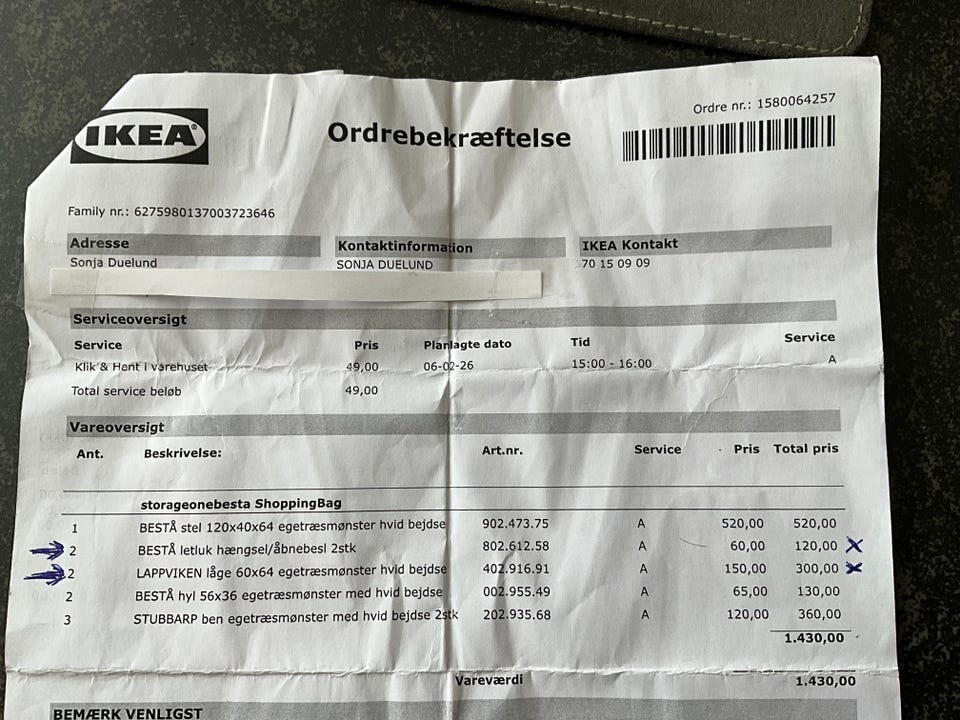 IKEA®
Ordrebekræftelse
Ordre nr.: 1580064257
Family nr.: 6275980137003723646
Adresse Kontaktinformation IKEA Kontakt
Sonja Duelund SONJA DUELUND 70 15 09 09
Serviceoversigt
Service Pris Planlagte dato Tid Service
Klik & Hent i varehuset 49,00 06-02-26 15:00 - 16:00 A
Total service beløb 49,00
Vareoversigt
Ant. Beskrivelse: Art.nr. Service Pris Total pris
storageonebesta ShoppingBag
1 BESTÅ stel 120x40x64 egetræsmønster hvid bejdse 902.473.75 A 520,00 520,00
2 BESTÅ letluk hængsel/åbnebesl 2stk 802.612.58 A 60,00 120,00
2 LAPPVIKEN låge 60x64 egetræsmønster hvid bejdse 402.916.91 A 150,00 300,00
2 BESTÅ hyl 56x36 egetræsmønster med hvid bejdse 002.955.49 A 65,00 130,00
3 STUBBARP ben egetræsmønster med hvid bejdse 2stk 202.935.68 A 120,00 360,00
1.430,00
Vareværdi 1.430,00
BEMÆRK VENLIGST